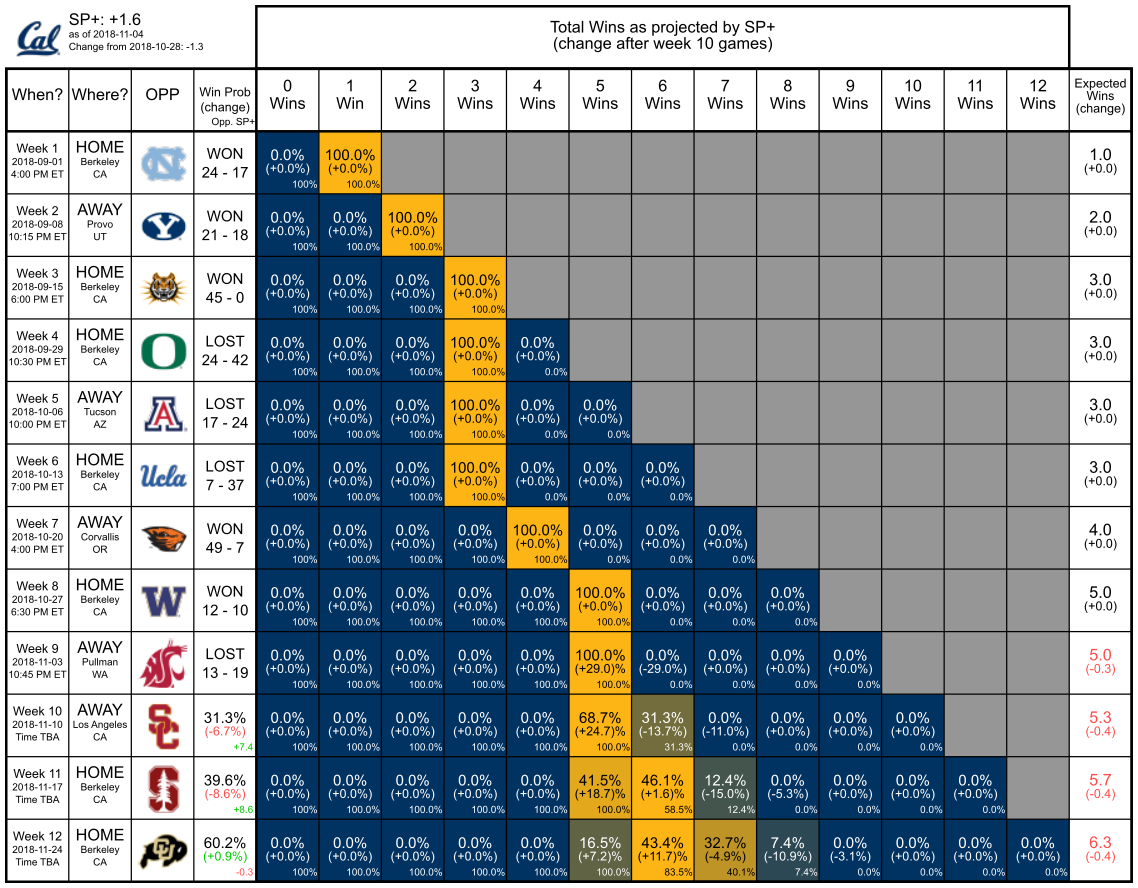 Cal
SP+: +1.6
as of 2018-11-04
Change from 2018-10-28: -1.3
Total Wins as projected by SP+
(change after week 10 games)
When? Where? OPP Win Prob (change) Opp. SP+ 0 Wins 1 Win 2 Wins 3 Wins 4 Wins 5 Wins 6 Wins 7 Wins 8 Wins 9 Wins 10 Wins 11 Wins 12 Wins Expected Wins (change)
Week 1 HOME NC WON 0.0% 100.0% 1.0
2018-09-01 Berkeley (+0.0%) (+0.0%) (+0.0)
4:00 PM ET CA 24 - 17 100% 100.0%
Week 2 AWAY Y WON 0.0% 0.0% 100.0% 2.0
2018-09-08 Provo (+0.0%) (+0.0%) (+0.0%) (+0.0)
10:15 PM ET UT 21 - 18 100% 100.0% 100.0%
Week 3 HOME WON 0.0% 0.0% 0.0% 100.0% 3.0
2018-09-15 Berkeley (+0.0%) (+0.0%) (+0.0%) (+0.0%) (+0.0)
6:00 PM ET CA 45 - 0 100% 100.0% 100.0% 100.0%
Week 4 HOME O LOST 0.0% 0.0% 0.0% 100.0% 0.0% 3.0
2018-09-29 Berkeley (+0.0%) (+0.0%) (+0.0%) (+0.0%) (+0.0%) (+0.0)
10:30 PM ET CA 24 - 42 100% 100.0% 100.0% 100.0% 0.0%
Week 5 AWAY A LOST 0.0% 0.0% 0.0% 100.0% 0.0% 0.0% 3.0
2018-10-06 Tucson (+0.0%) (+0.0%) (+0.0%) (+0.0%) (+0.0%) (+0.0%) (+0.0)
10:00 PM ET AZ 17 - 24 100% 100.0% 100.0% 100.0% 0.0% 0.0%
Week 6 HOME Ucla LOST 0.0% 0.0% 0.0% 100.0% 0.0% 0.0% 0.0% 3.0
2018-10-13 Berkeley (+0.0%) (+0.0%) (+0.0%) (+0.0%) (+0.0%) (+0.0%) (+0.0%) (+0.0)
7:00 PM ET CA 7 - 37 100% 100.0% 100.0% 100.0% 0.0% 0.0% 0.0%
Week 7 AWAY WON 0.0% 0.0% 0.0% 0.0% 100.0% 0.0% 0.0% 0.0% 4.0
2018-10-20 Corvallis (+0.0%) (+0.0%) (+0.0%) (+0.0%) (+0.0%) (+0.0%) (+0.0%) (+0.0%) (+0.0)
4:00 PM ET OR 49 - 7 100% 100.0% 100.0% 100.0% 100.0% 0.0% 0.0% 0.0%
Week 8 HOME W WON 0.0% 0.0% 0.0% 0.0% 0.0% 100.0% 0.0% 0.0% 0.0% 5.0
2018-10-27 Berkeley (+0.0%) (+0.0%) (+0.0%) (+0.0%) (+0.0%) (+0.0%) (+0.0%) (+0.0%) (+0.0%) (+0.0)
6:30 PM ET CA 12 - 10 100% 100.0% 100.0% 100.0% 100.0% 100.0% 0.0% 0.0% 0.0%
Week 9 AWAY WSC LOST 0.0% 0.0% 0.0% 0.0% 0.0% 100.0% 0.0% 0.0% 0.0% 0.0% 5.0
2018-11-03 Pullman (+0.0%) (+0.0%) (+0.0%) (+0.0%) (+0.0%) (+29.0)% (-29.0%) (+0.0%) (+0.0%) (+0.0%) (-0.3)
10:45 PM ET WA 13 - 19 100% 100.0% 100.0% 100.0% 100.0% 100.0% 0.0% 0.0% 0.0% 0.0%
Week 10 AWAY SC 31.3% 0.0% 0.0% 0.0% 0.0% 0.0% 68.7% 31.3% 0.0% 0.0% 0.0% 0.0% 5.3
2018-11-10 Los Angeles (-6.7%) (+0.0%) (+0.0%) (+0.0%) (+0.0%) (+0.0%) (+24.7)% (-13.7%) (-11.0%) (+0.0%) (+0.0%) (+0.0%) (-0.4)
Time TBA CA +7.4 100% 100.0% 100.0% 100.0% 100.0% 100.0% 31.3% 0.0% 0.0% 0.0% 0.0%
Week 11 HOME S 39.6% 0.0% 0.0% 0.0% 0.0% 0.0% 41.5% 46.1% 12.4% 0.0% 0.0% 0.0% 0.0% 5.7
2018-11-17 Berkeley (-8.6%) (+0.0%) (+0.0%) (+0.0%) (+0.0%) (+0.0%) (+18.7)% (+1.6)% (-15.0%) (-5.3%) (+0.0%) (+0.0%) (+0.0%) (-0.4)
Time TBA CA +8.6 100% 100.0% 100.0% 100.0% 100.0% 100.0% 58.5% 12.4% 0.0% 0.0% 0.0% 0.0%
Week 12 HOME CU 60.2% 0.0% 0.0% 0.0% 0.0% 0.0% 16.5% 43.4% 32.7% 7.4% 0.0% 0.0% 0.0% 0.0% 6.3
2018-11-24 Berkeley (+0.9%) (+0.0%) (+0.0%) (+0.0%) (+0.0%) (+0.0%) (+7.2)% (+11.7)% (-4.9%) (-10.9%) (-3.1%) (+0.0%) (+0.0%) (+0.0%) (-0.4)
Time TBA CA -0.3 100% 100.0% 100.0% 100.0% 100.0% 100.0% 83.5% 40.1% 7.4% 0.0% 0.0% 0.0% 0.0%